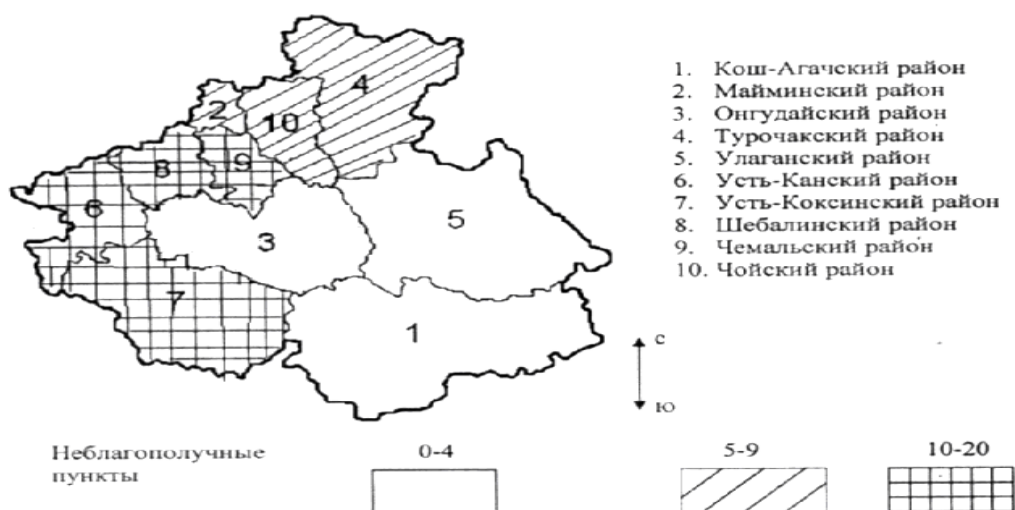 1. Кош-Агачский район
2. Майминский район
3. Онгудайский район
4. Турочакский район
5. Улаганский район
6. Усть-Канский район
7. Усть-Коксинский район
8. Шебалинский район
9. Чемальский район
10. Чойский район
4
2
10
9
8
6
5
3
7
1
с
ю
Неблагополучные
пункты
0-4
5-9
10-20